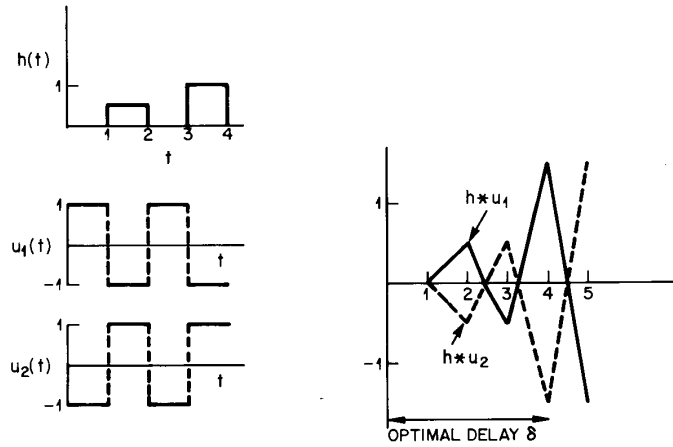 h(t)
1
1 2 3 4
t
1
u₁(t)
t
-1
1
u₂(t)
t
-1
1
h*u₁
1 2 3 4 5
-1
h*u₂
OPTIMAL DELAY δ